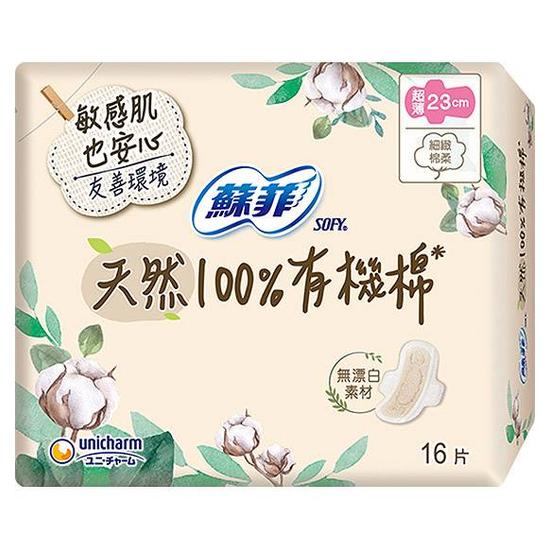 敏感肌
也安心
友善環境
超薄 23cm
細緻
棉柔
蘇菲
SOFY®
天然100%有機棉*
無漂白
素材
unicharm
ユニ・チャーム
16片